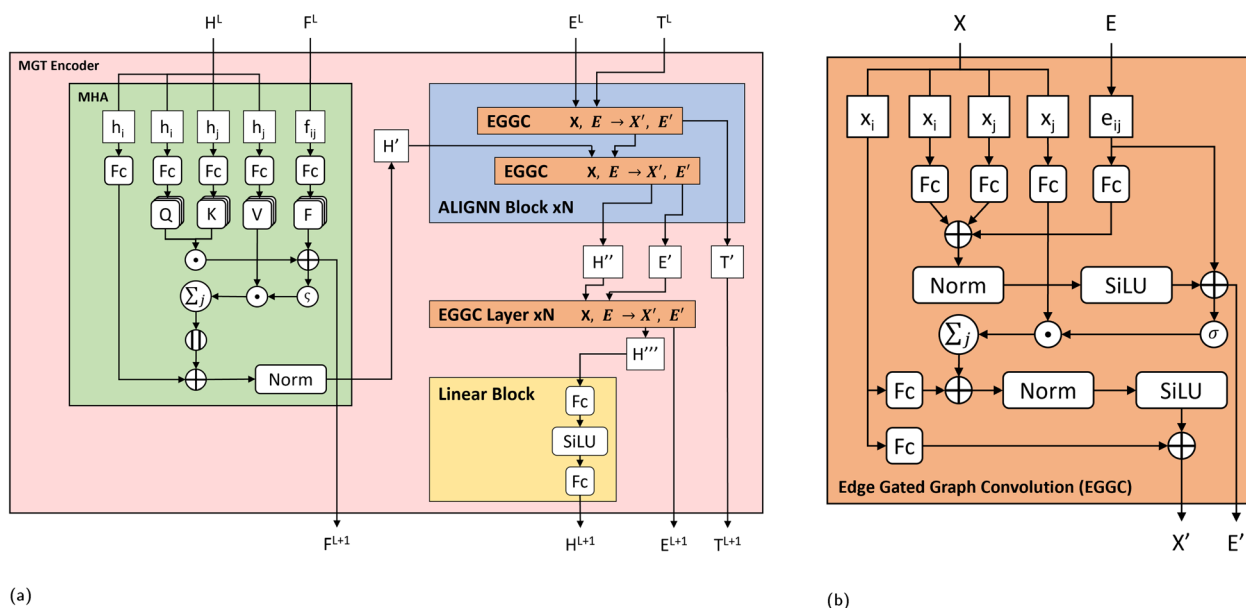 H^L F^L E^L T^L
MGT Encoder
MHA
h_i h_i h_j h_j f_ij
Fc Fc Fc Fc Fc
Q K V F
∑_j ς
Norm
H'
EGGC X, E → X', E'
EGGC X, E → X', E'
ALIGNN Block xN
H'' E' T'
EGGC Layer xN X, E → X', E'
H'''
Linear Block
Fc
SiLU
Fc
F^{L+1} H^{L+1} E^{L+1} T^{L+1}
(a)
X E
x_i x_i x_j x_j e_ij
Fc Fc Fc Fc
Norm SiLU
∑_j σ
Fc Norm SiLU
Fc
Edge Gated Graph Convolution (EGGC)
X' E'
(b)